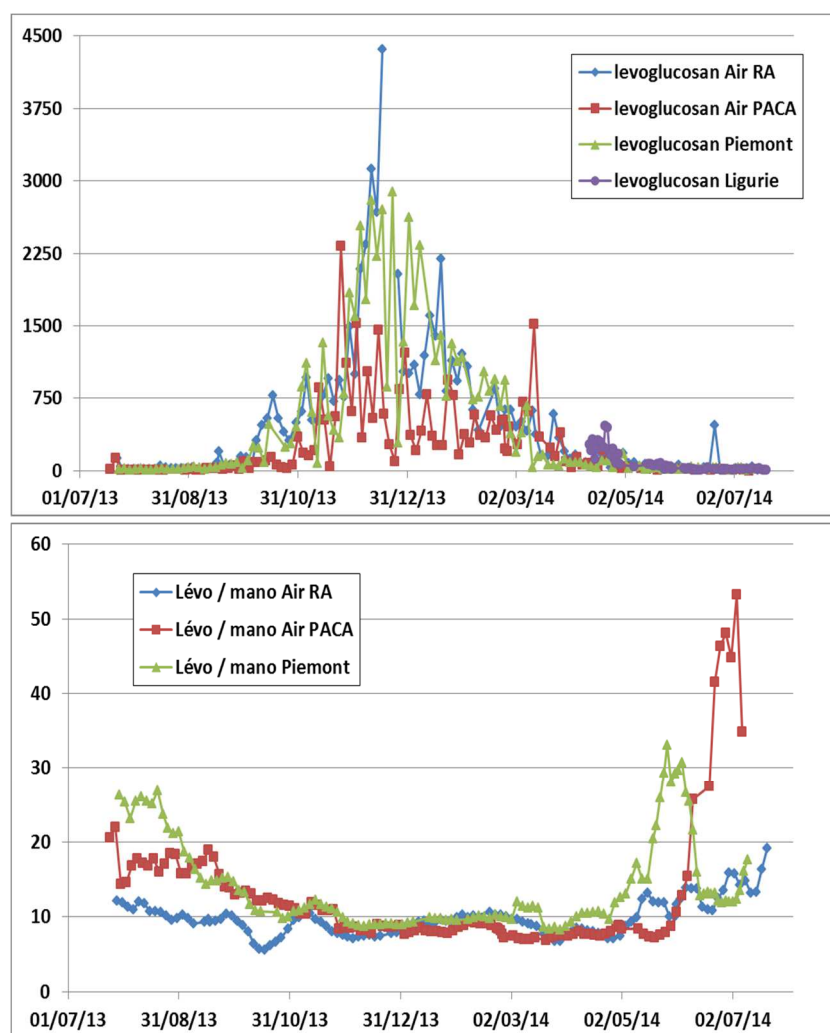 4500
3750
3000
2250
1500
750
0
levoglucosan Air RA
levoglucosan Air PACA
levoglucosan Piemont
levoglucosan Ligurie
01/07/13 31/08/13 31/10/13 31/12/13 02/03/14 02/05/14 02/07/14
60
50
40
30
20
10
0
Lévo / mano Air RA
Lévo / mano Air PACA
Lévo / mano Piemont
01/07/13 31/08/13 31/10/13 31/12/13 02/03/14 02/05/14 02/07/14